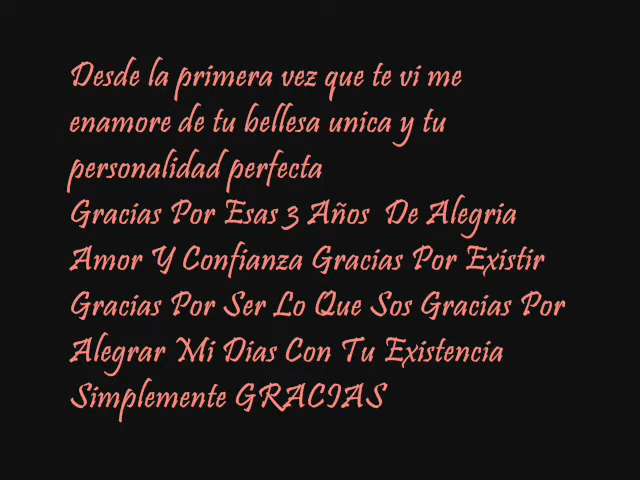 Desde la primera vez que te vi me
enamore de tu bellesa unica y tu
personalidad perfecta
Gracias Por Esas 3 Años De Alegria
Amor Y Confianza Gracias Por Existir
Gracias Por Ser Lo Que Sos Gracias Por
Alegrar Mi Dias Con Tu Existencia
Simplemente GRACIAS